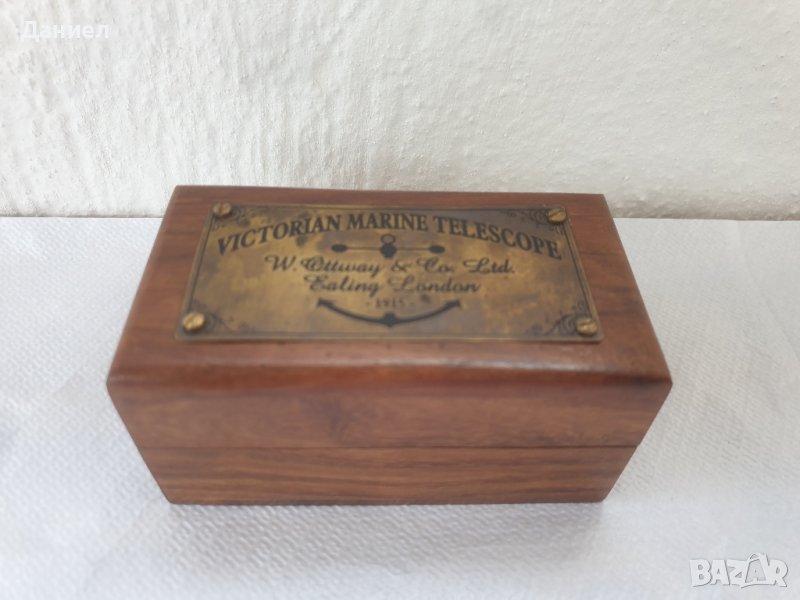 Даниел
VICTORIAN MARINE TELESCOPE
W. Ottway & Co. Ltd.
Ealing London
- 1915 -
BAZAR